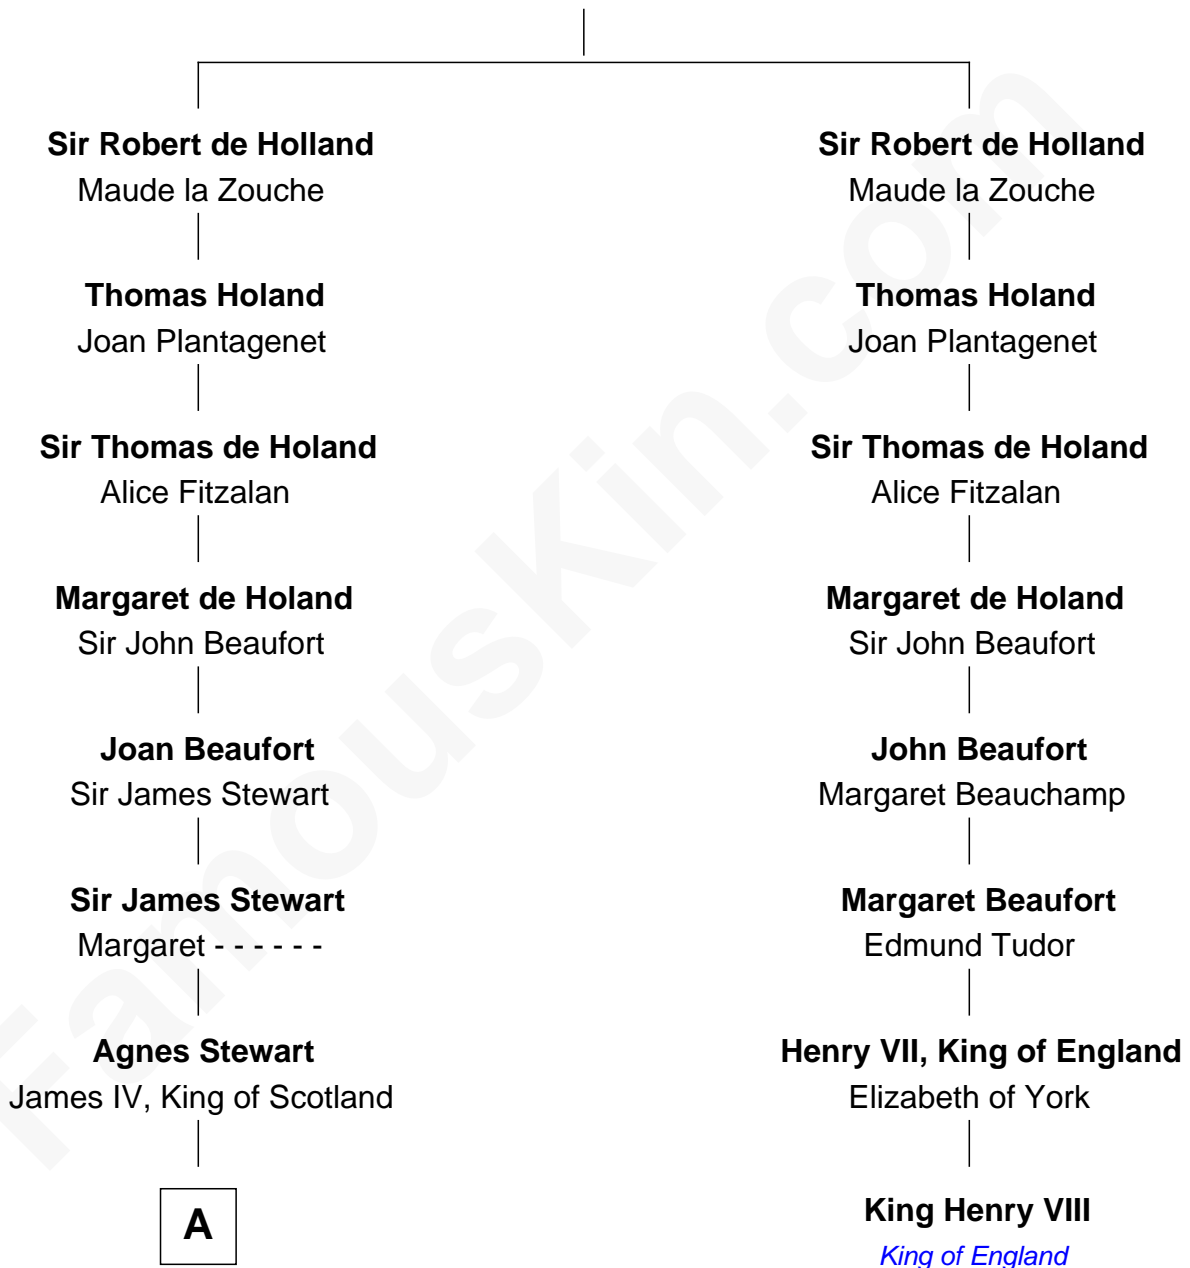 Sir Robert de Holland
Maude la Zouche
Thomas Holand
Joan Plantagenet
Sir Thomas de Holand
Alice Fitzalan
Margaret de Holand
Sir John Beaufort
Joan Beaufort
Sir James Stewart
Sir James Stewart
Margaret - - - - - -
Agnes Stewart
James IV, King of Scotland
A
Sir Robert de Holland
Maude la Zouche
Thomas Holand
Joan Plantagenet
Sir Thomas de Holand
Alice Fitzalan
Margaret de Holand
Sir John Beaufort
John Beaufort
Margaret Beauchamp
Margaret Beaufort
Edmund Tudor
Henry VII, King of England
Elizabeth of York
King Henry VIII
King of England
FamousKin.com